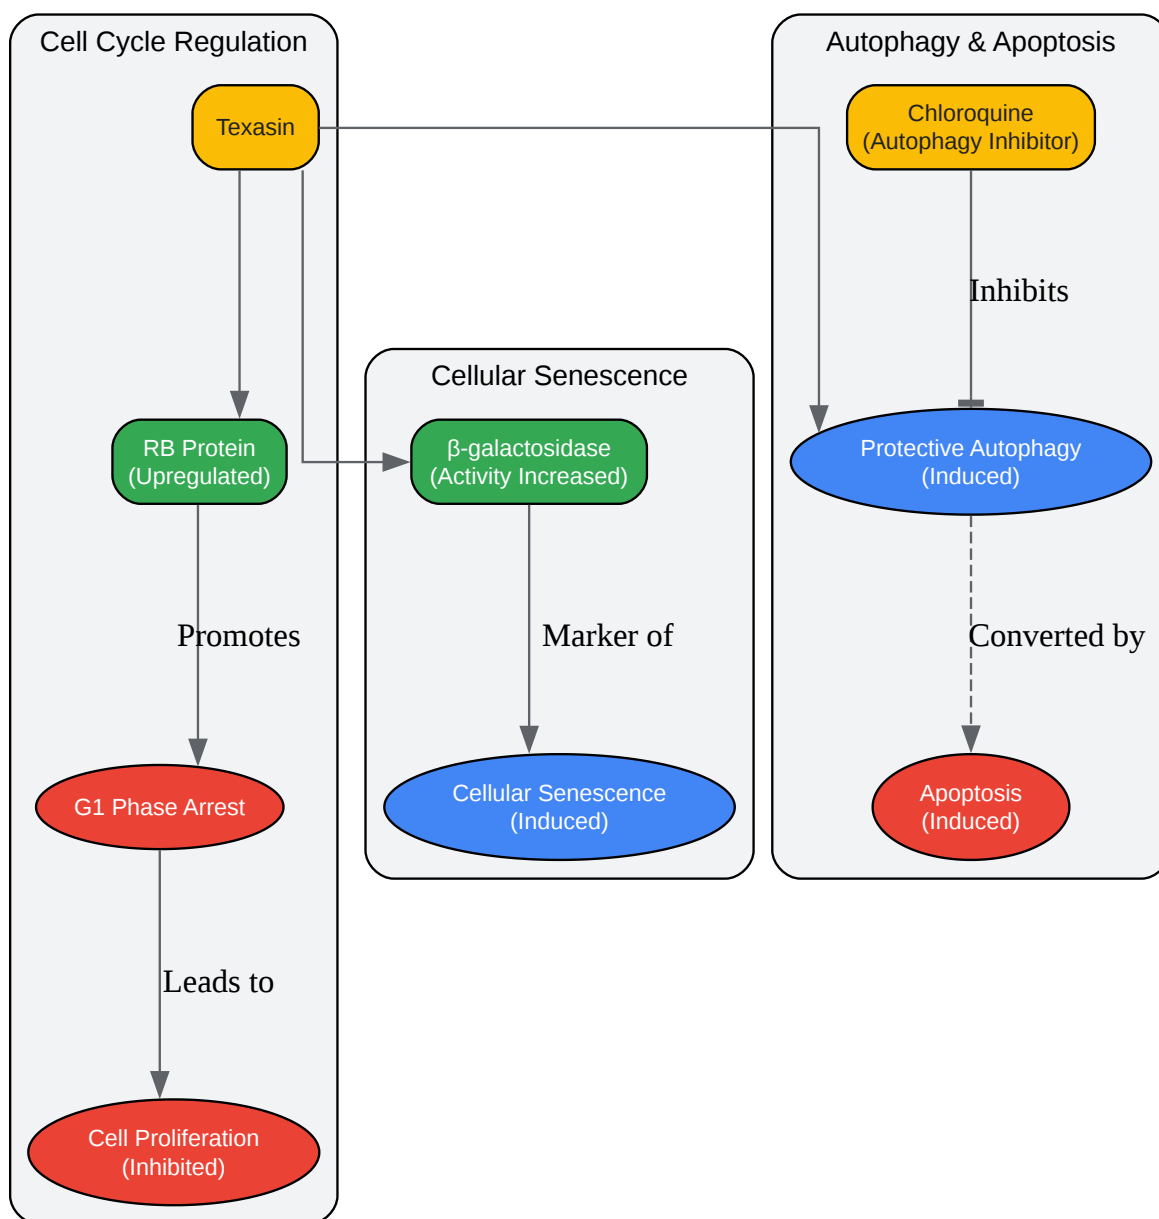 Cell Cycle Regulation
Texasin
RB Protein
(Upregulated)
Promotes
G1 Phase Arrest
Leads to
Cell Proliferation
(Inhibited)
Cellular Senescence
β-galactosidase
(Activity Increased)
Marker of
Cellular Senescence
(Induced)
Autophagy & Apoptosis
Chloroquine
(Autophagy Inhibitor)
Inhibits
Protective Autophagy
(Induced)
Converted by
Apoptosis
(Induced)